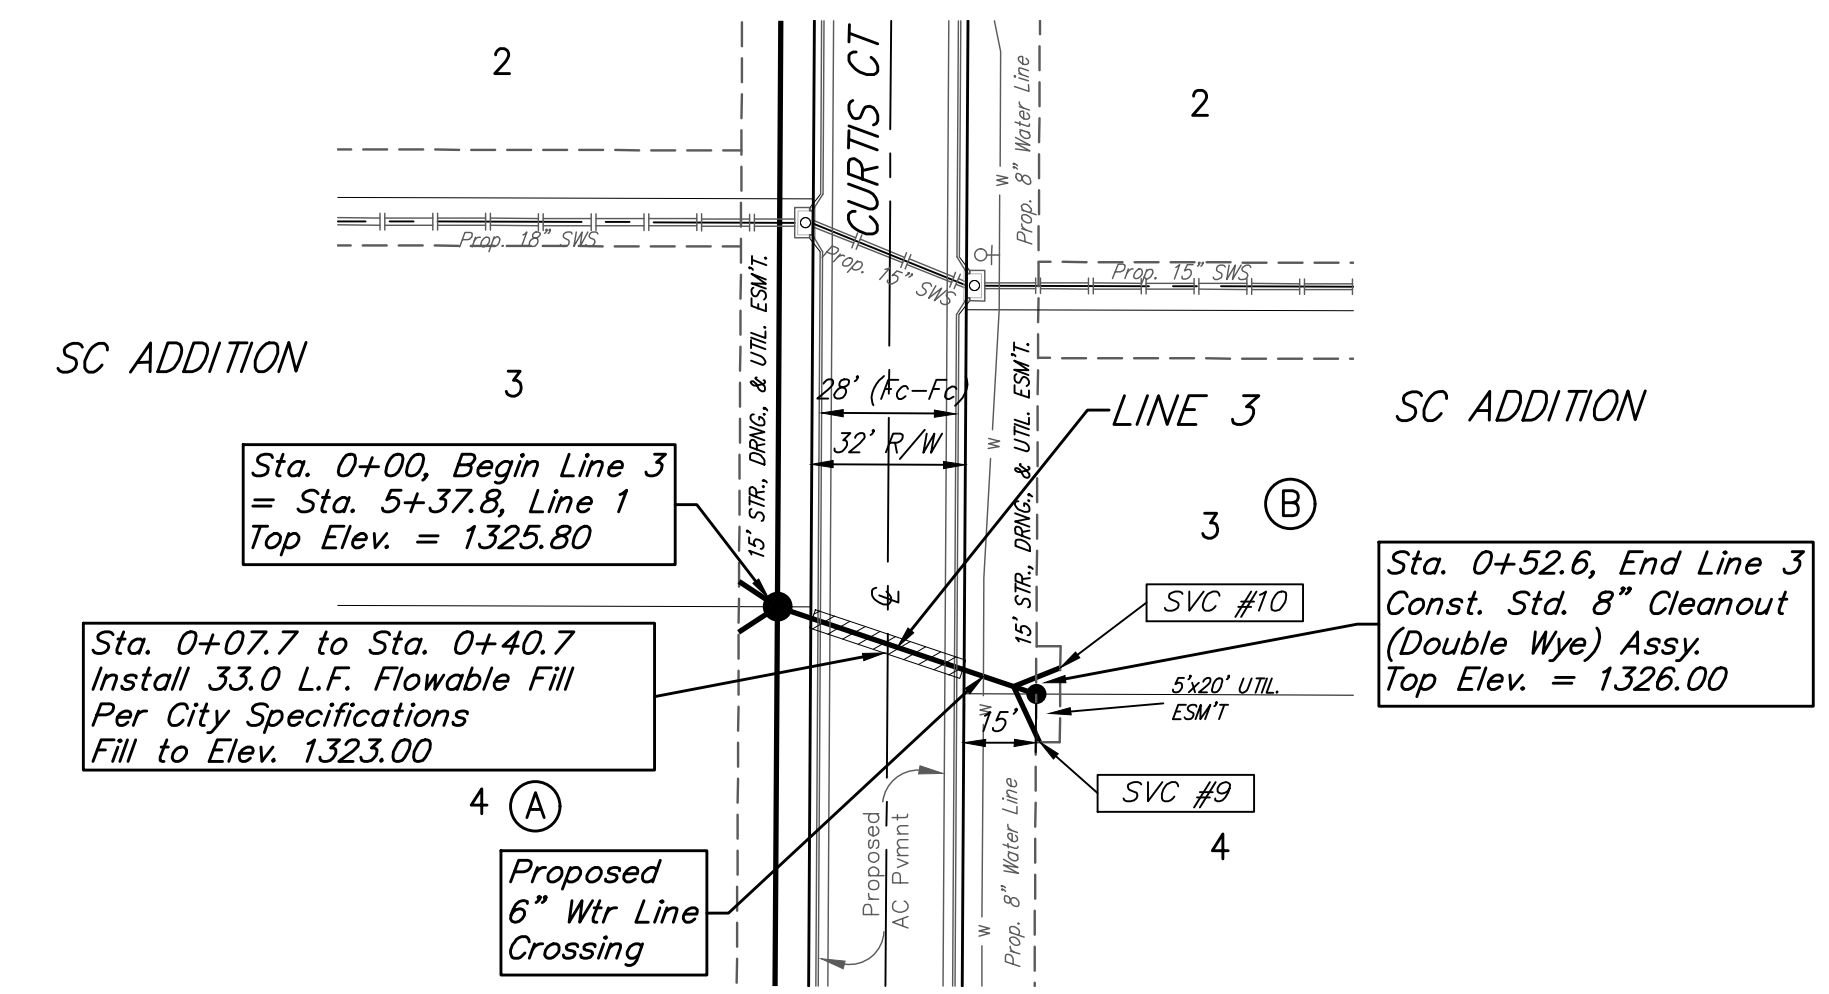 2
CURTIS CT
Prop. 8" Water Line
W
2
Prop. 18" SWS
Prop. 15" SWS
Prop. 15" SWS
15' STR., DRNG., & UTIL. ESM'T.
15' STR., DRNG., & UTIL. ESM'T.
SC ADDITION
3
28' (Fc-Fc)
LINE 3
SC ADDITION
32' R/W
W
Sta. 0+00, Begin Line 3
= Sta. 5+37.8, Line 1
Top Elev. = 1325.80
3
B
Sta. 0+52.6, End Line 3
Const. Std. 8" Cleanout
(Double Wye) Assy.
Top Elev. = 1326.00
SVC #10
℄
Sta. 0+07.7 to Sta. 0+40.7
Install 33.0 L.F. Flowable Fill
Per City Specifications
Fill to Elev. 1323.00
5'x20' UTIL.
ESM'T
W
15'
SVC #9
4
A
4
Proposed
AC Pvmnt
Prop. 8" Water Line
Proposed
6" Wtr Line
Crossing
W